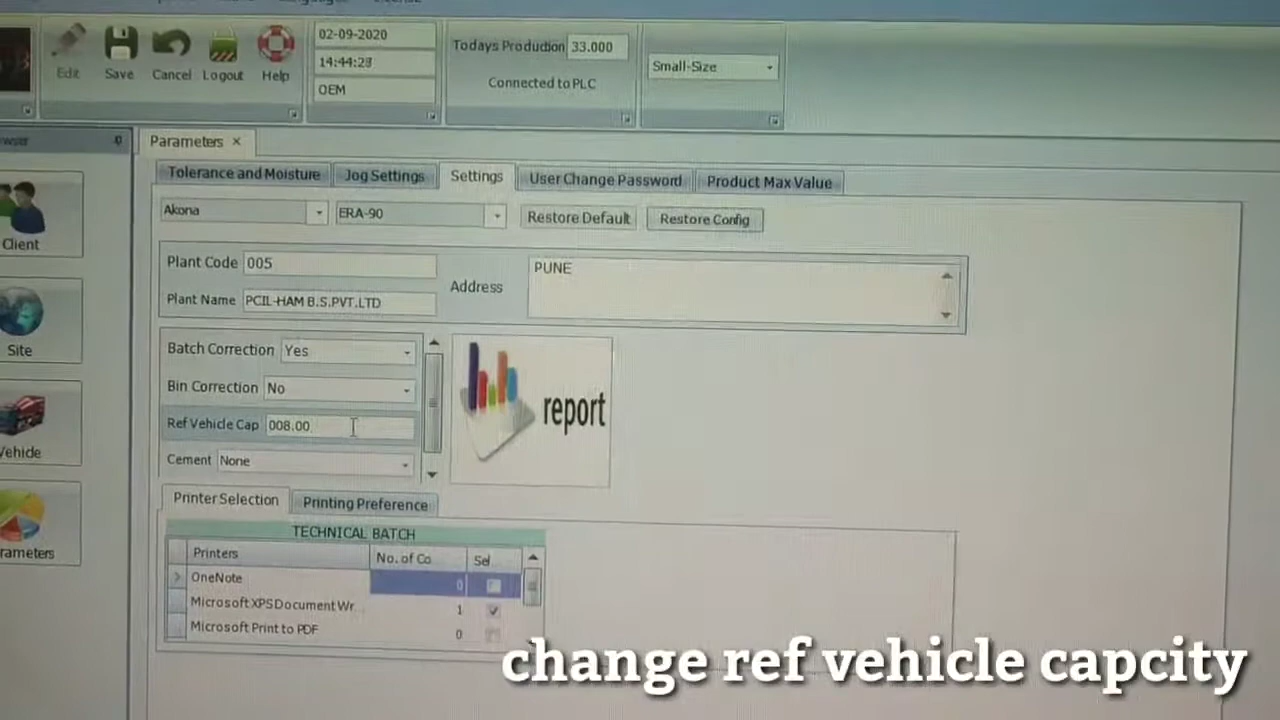 Edit
Save
Cancel
Logout
Help
02-09-2020
14:44:23
OEM
Todays Production 33.000
Connected to PLC
Small-Size
Parameters ×
Tolerance and Moisture
Jog Settings
Settings
User Change Password
Product Max Value
Akona
ERA-90
Restore Default
Restore Config
Client
Site
Vehicle
rameters
Plant Code 005
Plant Name PCIL-HAM B.S.PVT.LTD
Address
PUNE
Batch Correction Yes
Bin Correction No
Ref Vehicle Cap 008.00
Cement None
report
Printer Selection
Printing Preference
TECHNICAL BATCH
Printers No. of Co Sel
OneNote 0
Microsoft XPS Document Wr 1
Microsoft Print to PDF 0
change ref vehicle capcity